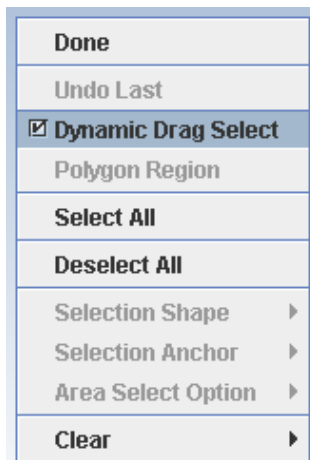 Done
Undo Last
Dynamic Drag Select
Polygon Region
Select All
Deselect All
Selection Shape
Selection Anchor
Area Select Option
Clear